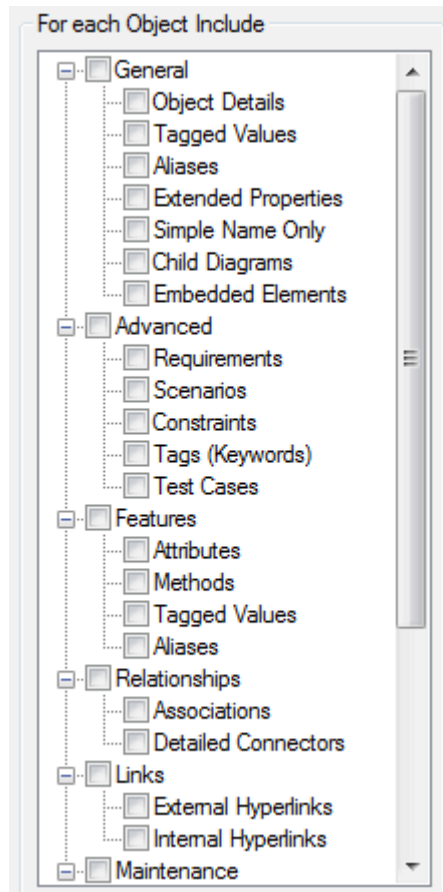 For each Object Include
General
Object Details
Tagged Values
Aliases
Extended Properties
Simple Name Only
Child Diagrams
Embedded Elements
Advanced
Requirements
Scenarios
Constraints
Tags (Keywords)
Test Cases
Features
Attributes
Methods
Tagged Values
Aliases
Relationships
Associations
Detailed Connectors
Links
External Hyperlinks
Internal Hyperlinks
Maintenance